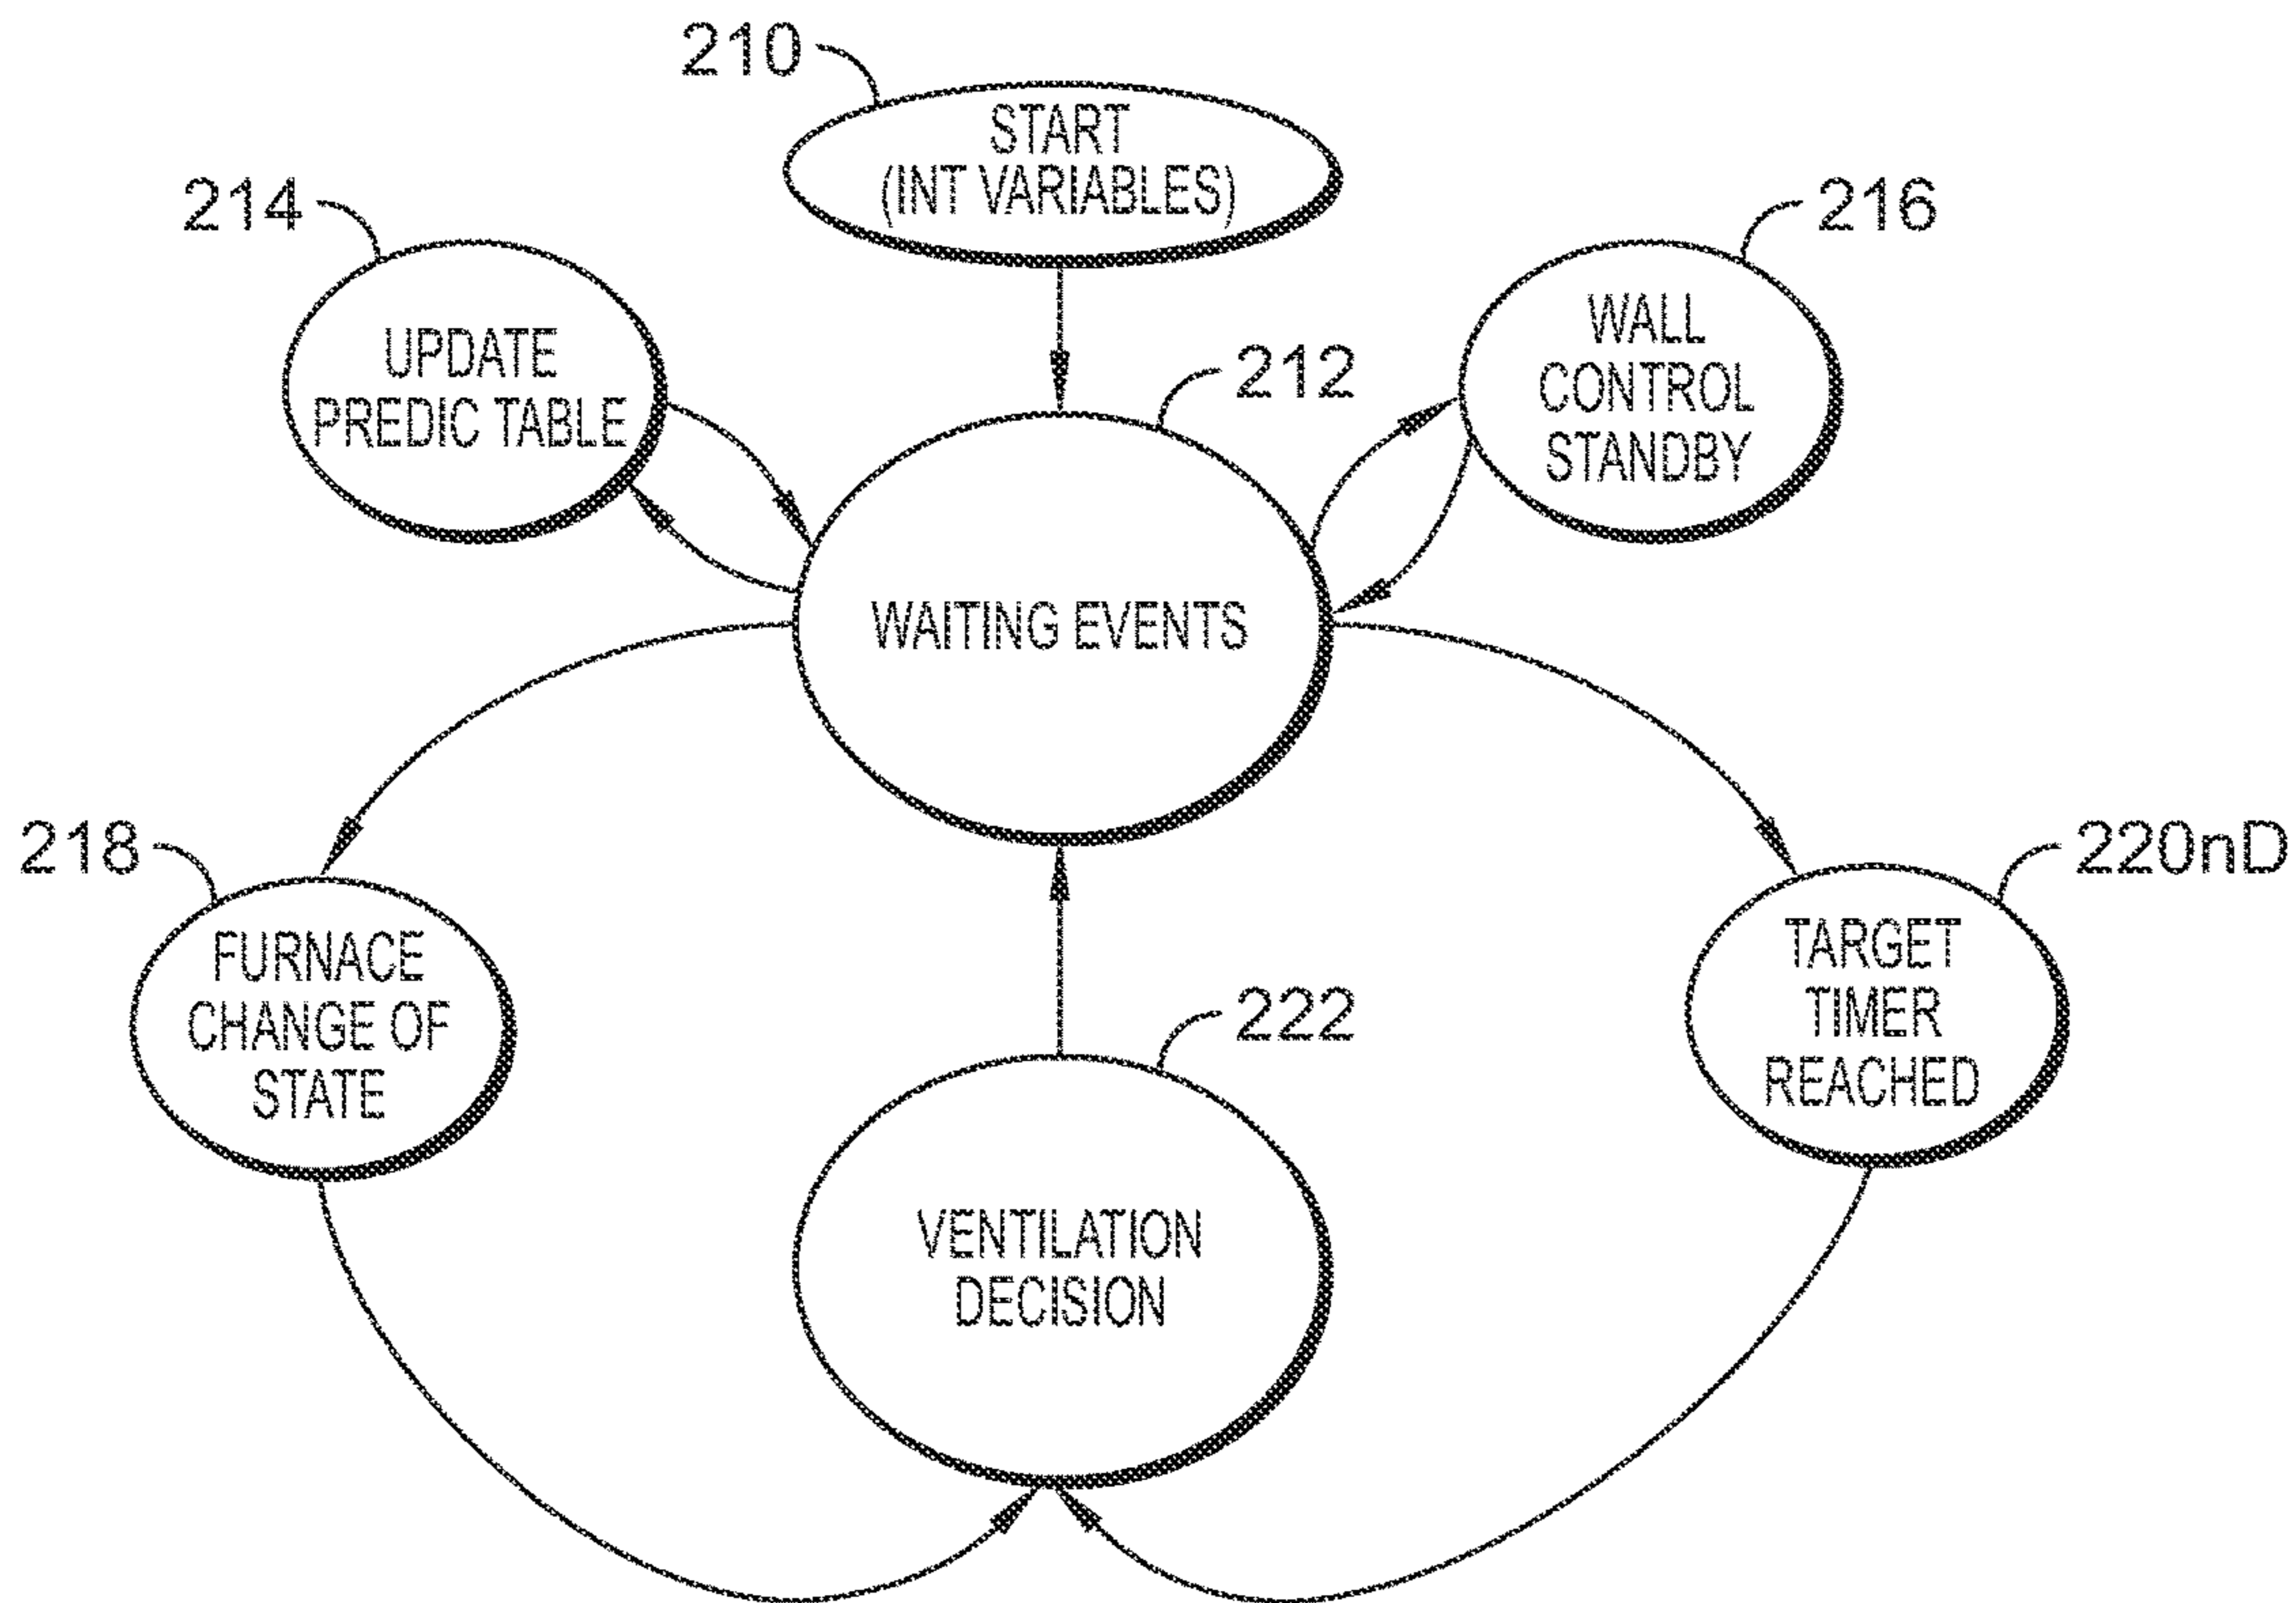 210
START
(INT VARIABLES)
214
UPDATE
PREDIC TABLE
216
WALL
CONTROL
STANDBY
212
WAITING EVENTS
218
FURNACE
CHANGE OF
STATE
220nD
TARGET
TIMER
REACHED
222
VENTILATION
DECISION